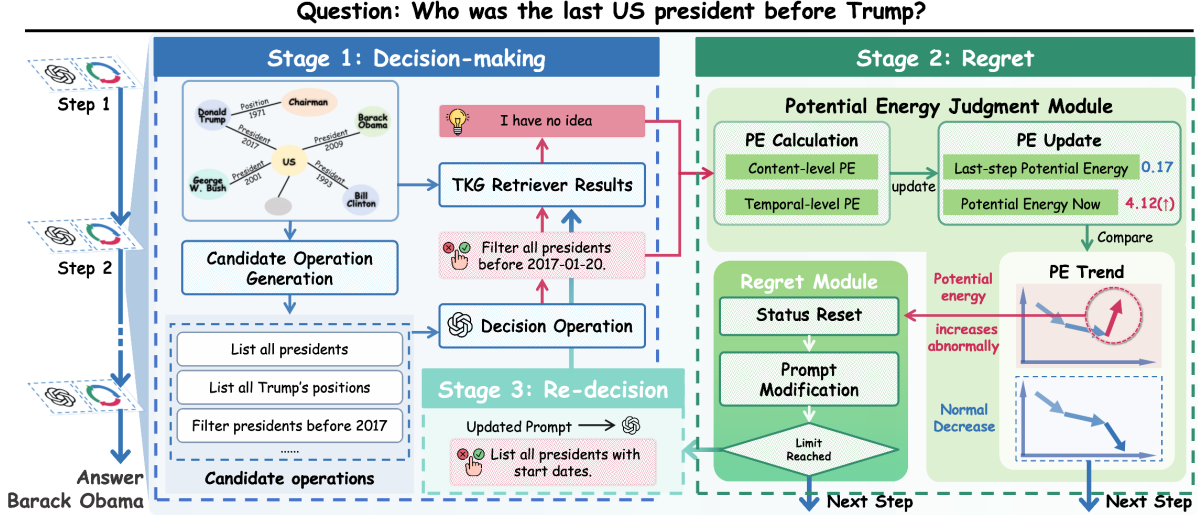 Question: Who was the last US president before Trump?
Step 1
Step 2
Answer
Barack Obama
Stage 1: Decision-making
Donald
Trump
Position
1971
Chairman
President
2017
President
2009
Barack
Obama
US
George
W. Bush
President
2001
President
1993
Bill
Clinton
Candidate Operation
Generation
List all presidents
List all Trump's positions
Filter presidents before 2017
......
Candidate operations
I have no idea
TKG Retriever Results
Filter all presidents
before 2017-01-20.
Decision Operation
Stage 3: Re-decision
Updated Prompt
List all presidents with
start dates.
Stage 2: Regret
Potential Energy Judgment Module
PE Calculation
Content-level PE
Temporal-level PE
update
PE Update
Last-step Potential Energy
0.17
Potential Energy Now
4.12(↑)
Compare
PE Trend
Potential
energy
increases
abnormally
Normal
Decrease
Regret Module
Status Reset
Prompt
Modification
Limit
Reached
Next Step
Next Step